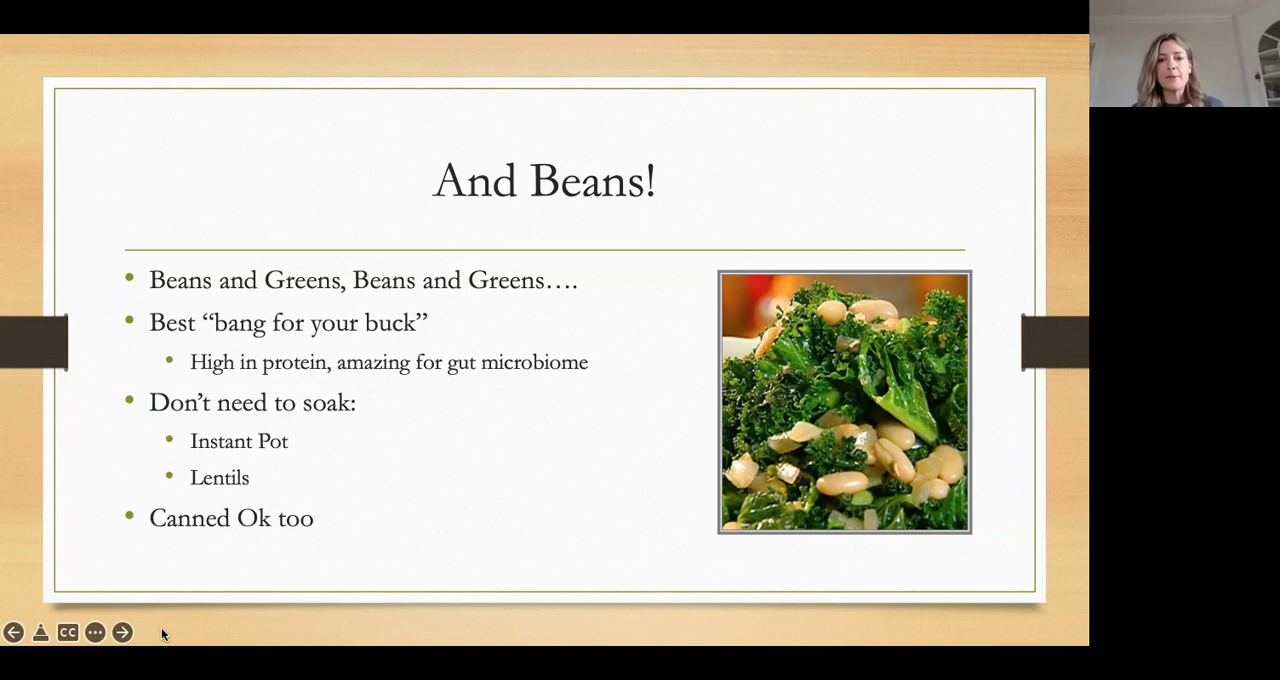 And Beans!
Beans and Greens, Beans and Greens….
Best “bang for your buck”
High in protein, amazing for gut microbiome
Don’t need to soak:
Instant Pot
Lentils
Canned Ok too
CC